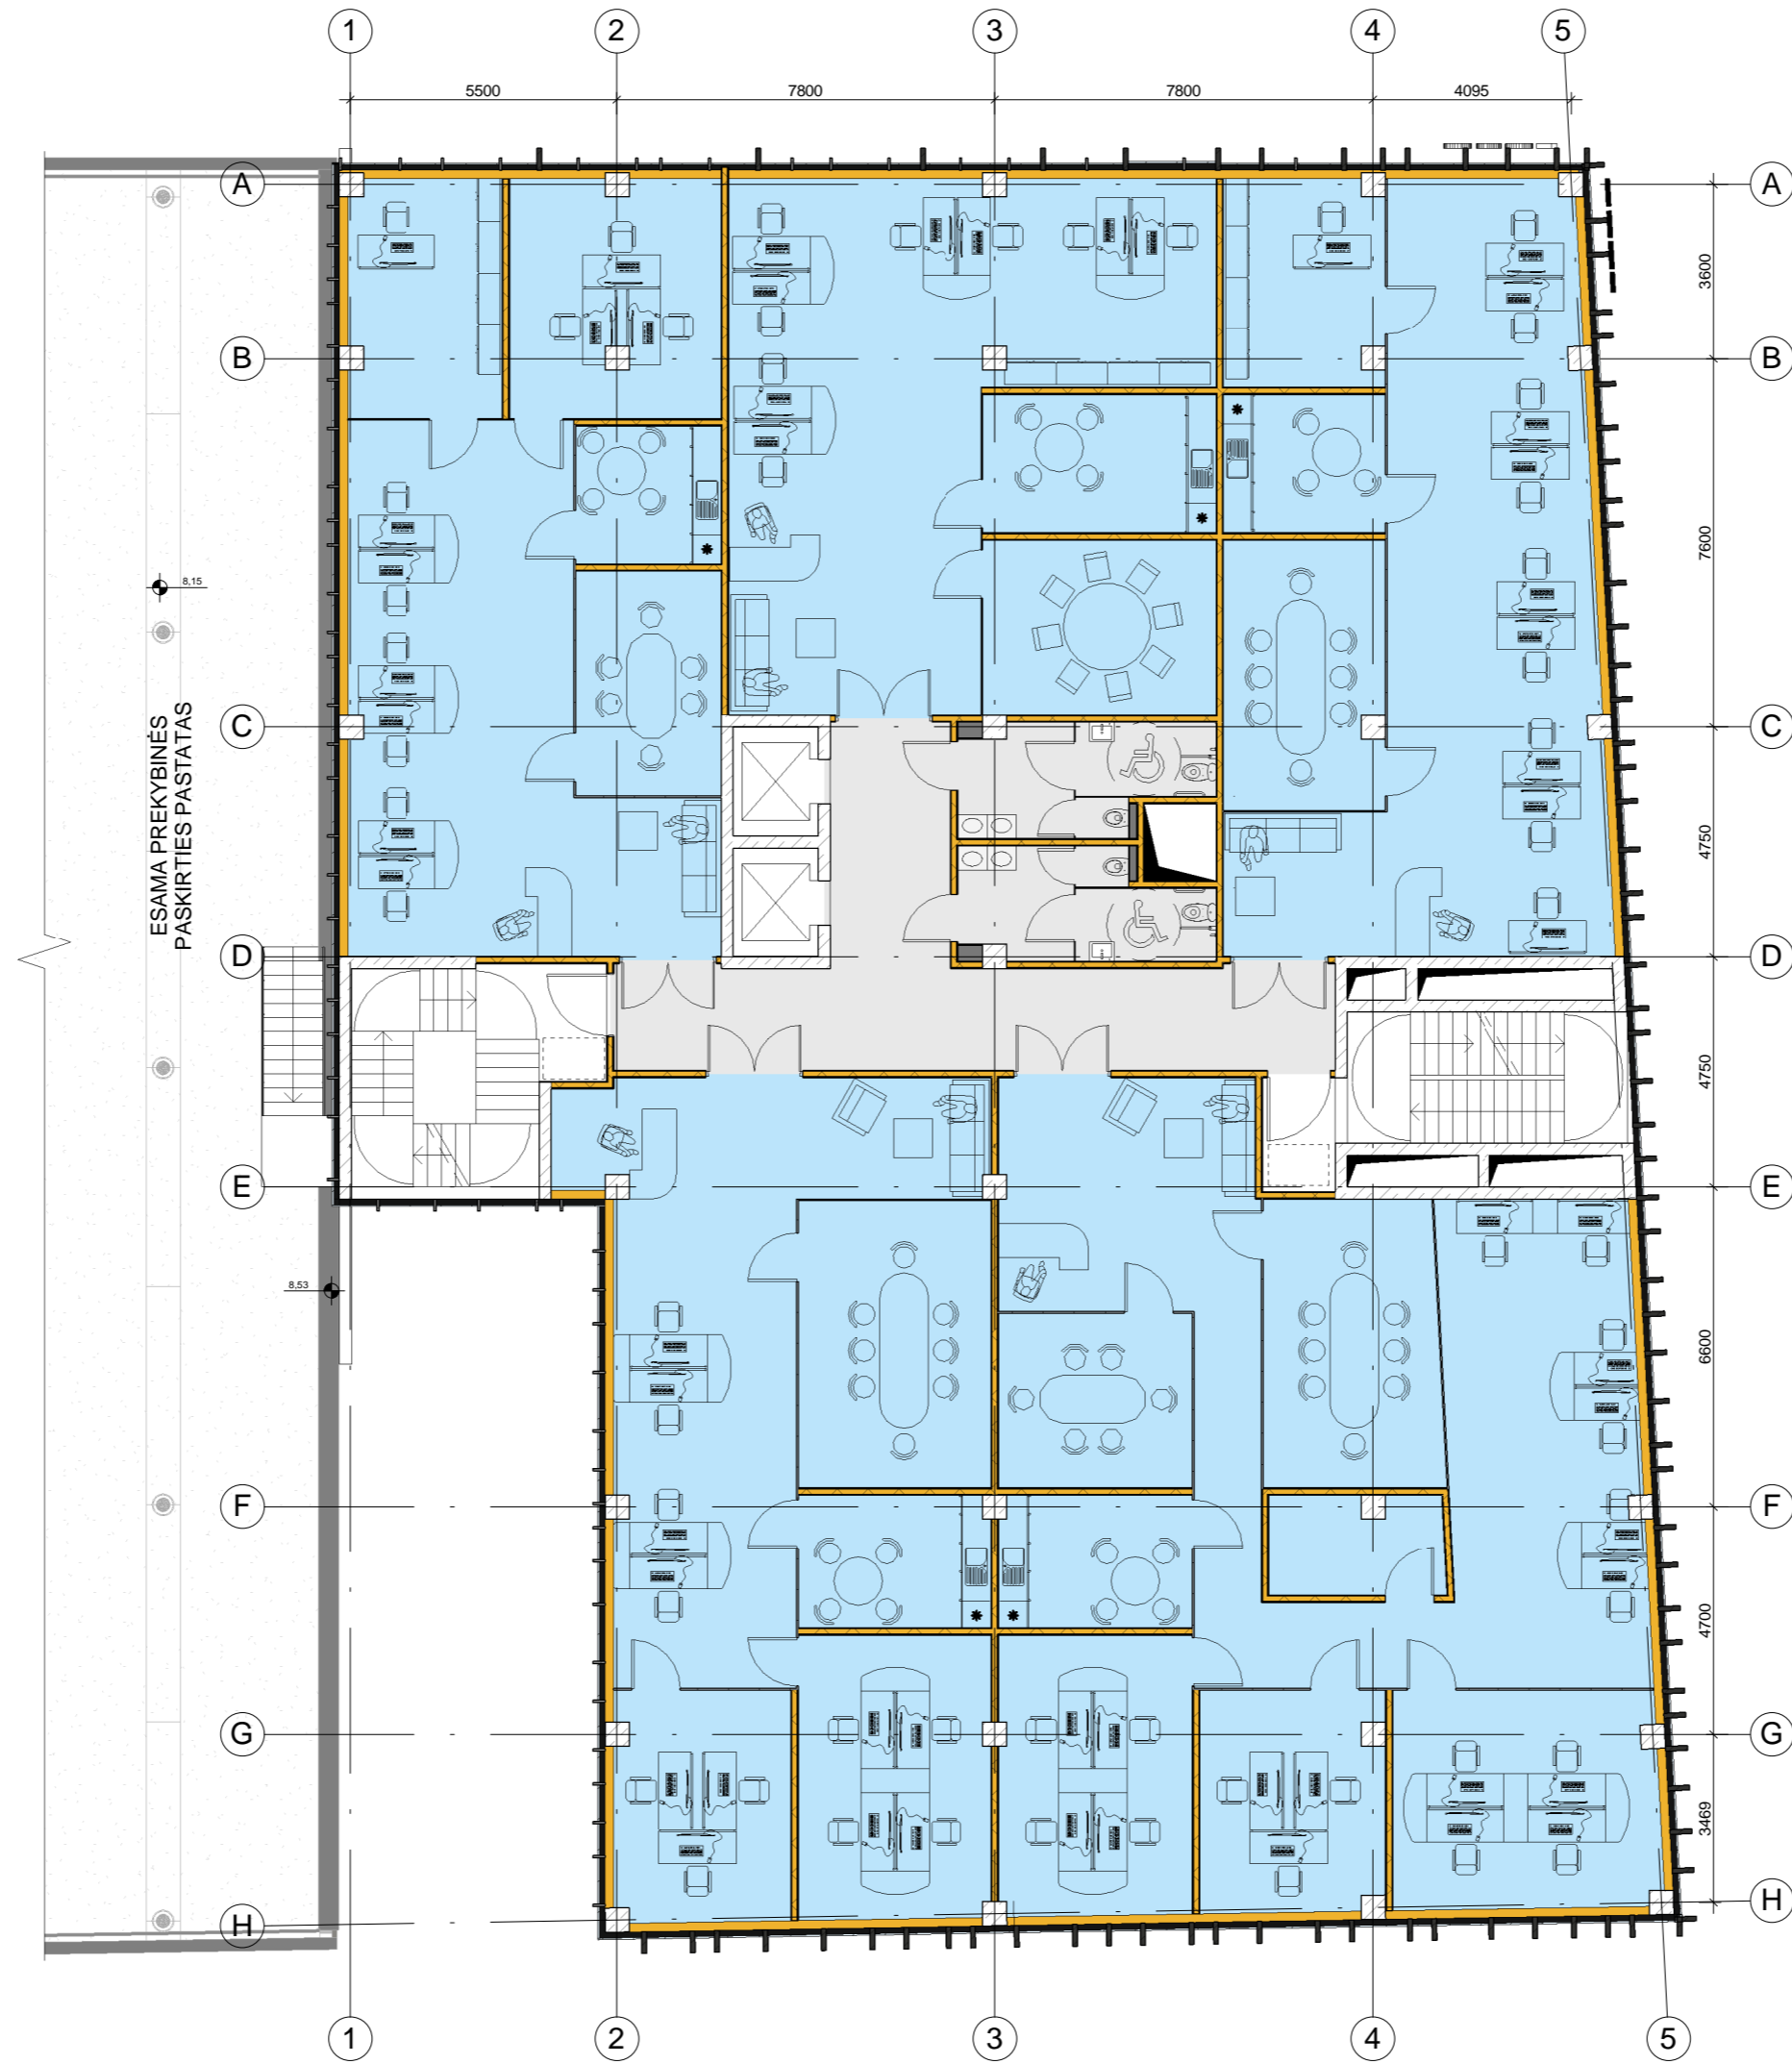 1 2 3 4 5
5500 7800 7800 4095
A A
3600
B B
7600
8,15
ESAMA PREKYBINĖS
PASKIRTIES PASTATAS
C C
4750
D D
4750
E E
8,53
6600
F F
4700
G G
3469
H H
1 2 3 4 5